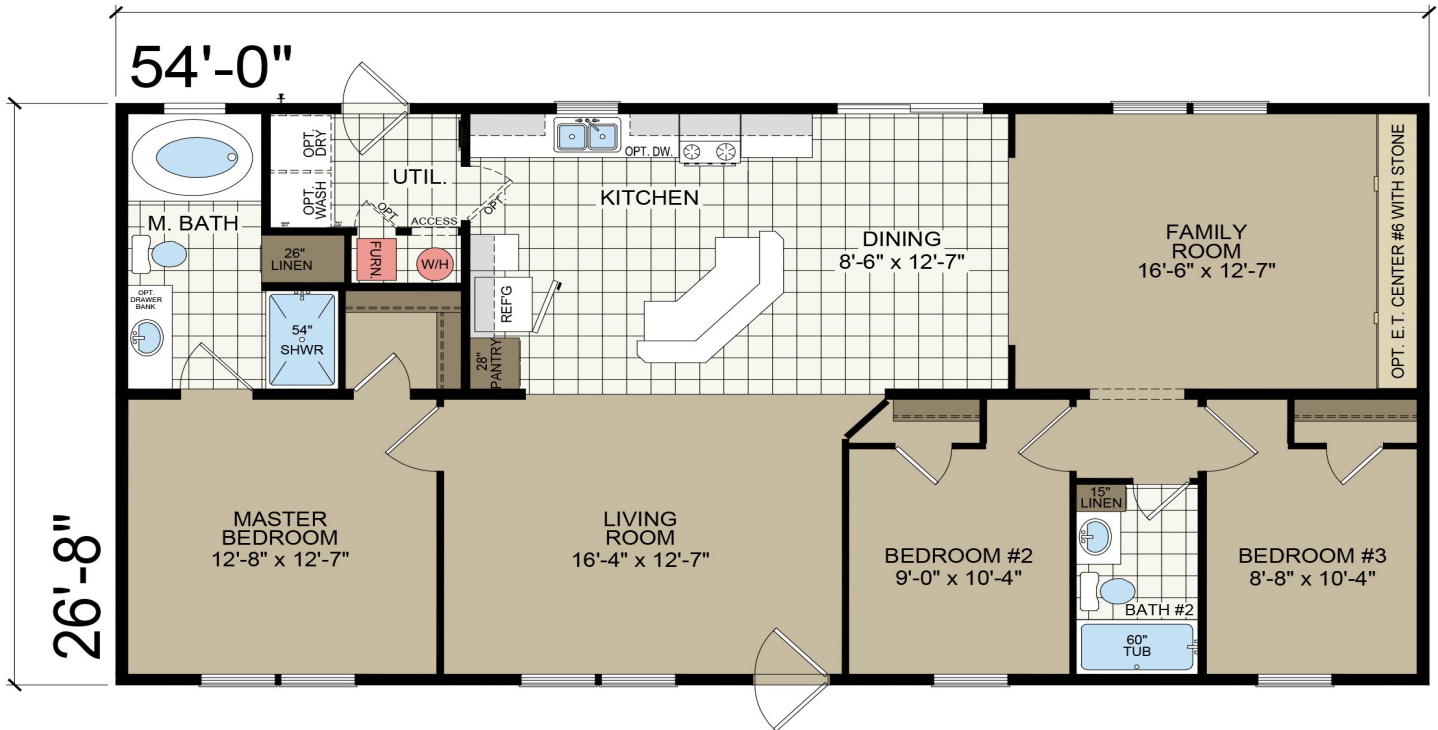 54'-0"
26'-8"
OPT.
DRY
OPT.
WASH
UTIL.
OPT.
ACCESS
OPT.
M. BATH
26"
LINEN
FURN.
W/H
OPT.
DRAWER
BANK
54"
SHWR
OPT. DW.
KITCHEN
REF'G
28"
PANTRY
DINING
8'-6" x 12'-7"
FAMILY
ROOM
16'-6" x 12'-7"
OPT. E.T. CENTER #6 WITH STONE
MASTER
BEDROOM
12'-8" x 12'-7"
LIVING
ROOM
16'-4" x 12'-7"
BEDROOM #2
9'-0" x 10'-4"
15"
LINEN
BATH #2
60"
TUB
BEDROOM #3
8'-8" x 10'-4"